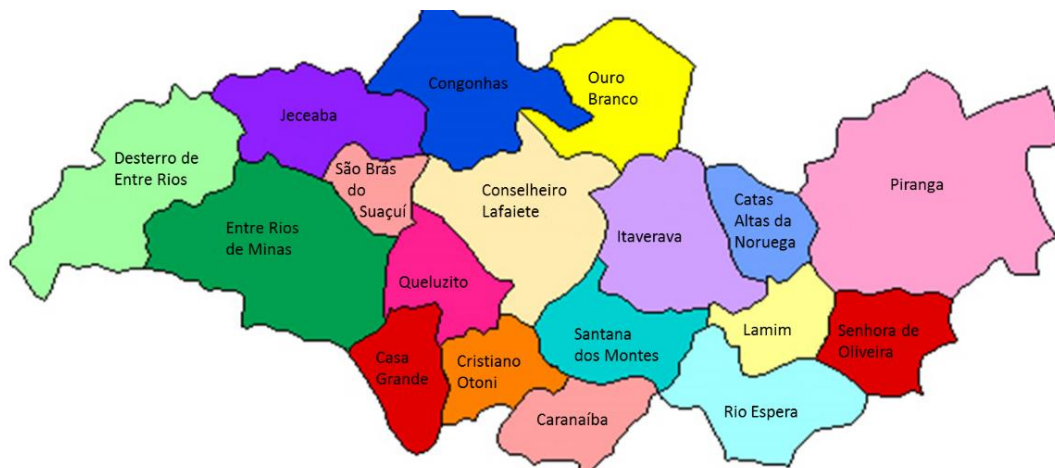 Congonhas
Ouro
Branco
Jeceaba
Desterro de
Entre Rios
São Brás
do
Suaçuí
Conselheiro
Lafaiete
Catas
Altas da
Noruega
Piranga
Entre Rios
de Minas
Itaverava
Queluzito
Santana
dos Montes
Lamim
Senhora de
Oliveira
Casa
Grande
Cristiano
Otoni
Caranaíba
Rio Espera